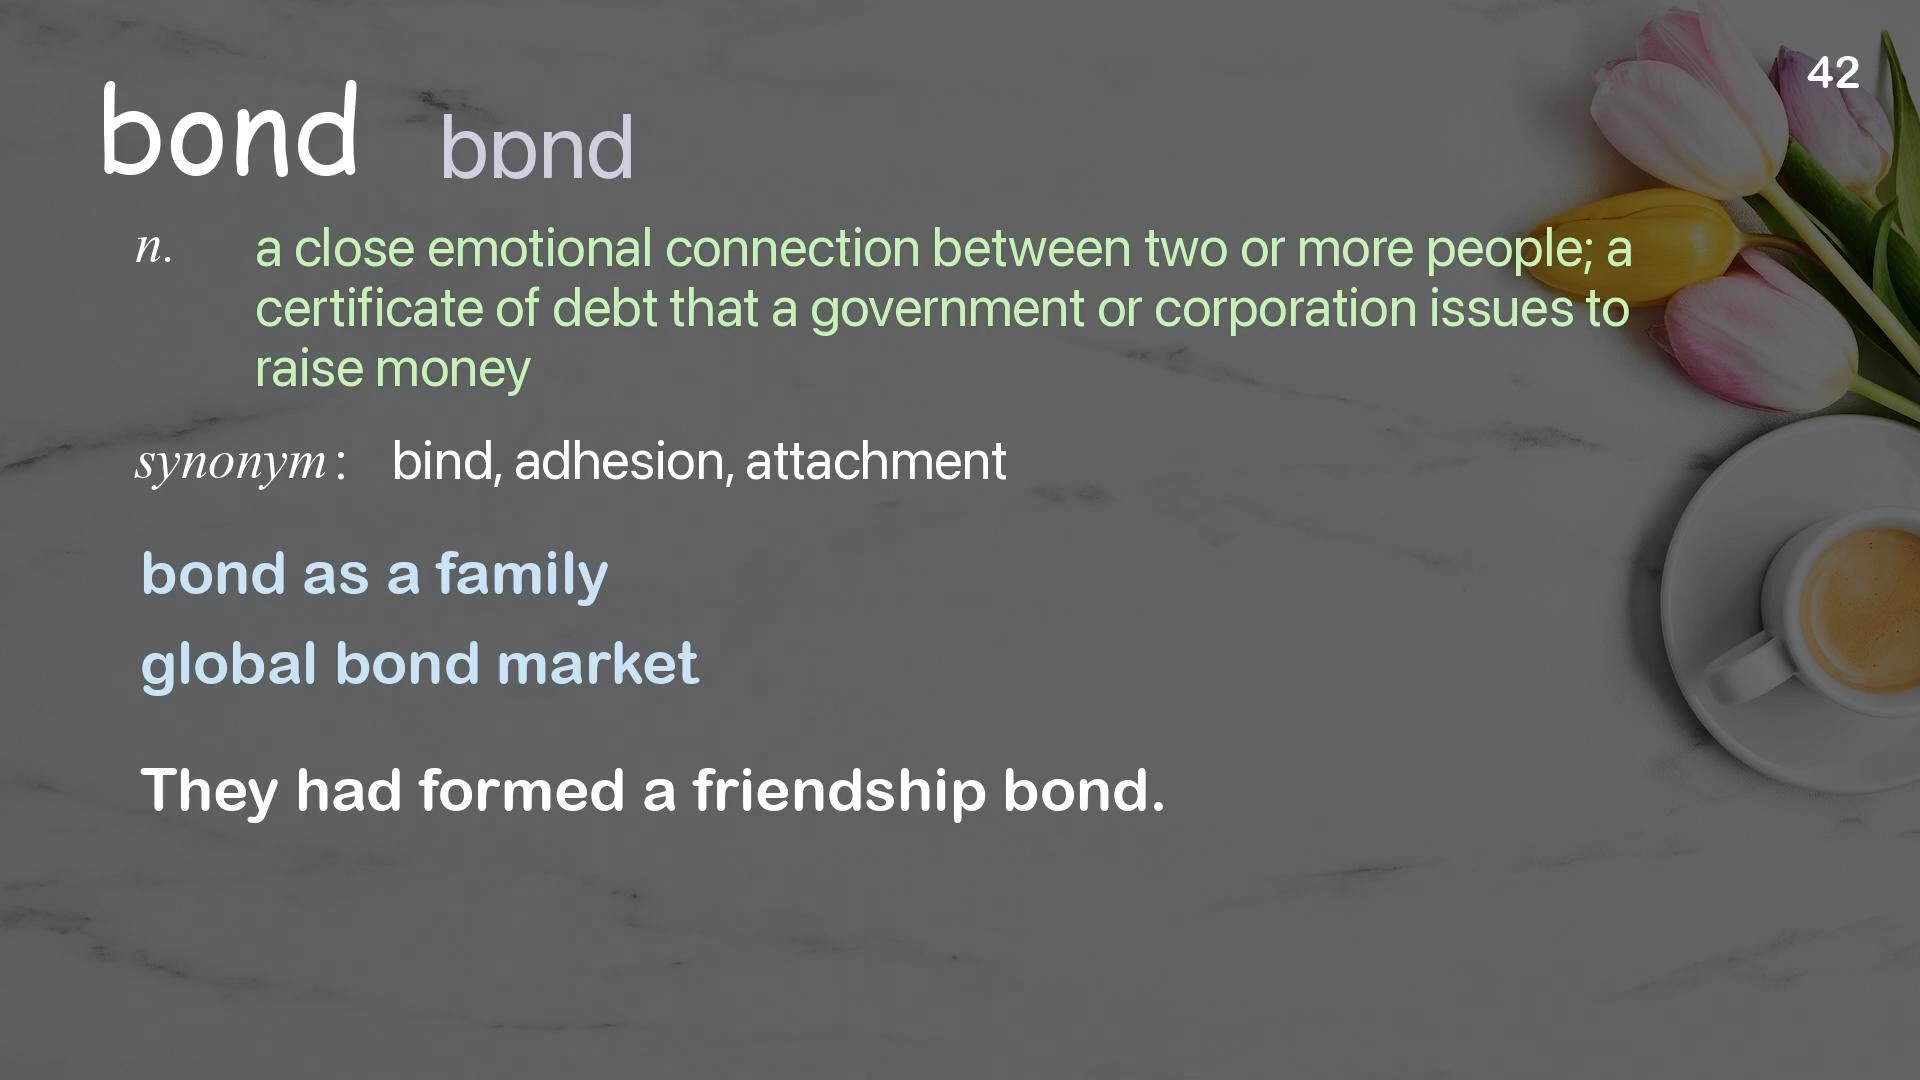 42
bond bɒnd
n. a close emotional connection between two or more people; a
certificate of debt that a government or corporation issues to
raise money
synonym : bind, adhesion, attachment
bond as a family
global bond market
They had formed a friendship bond.